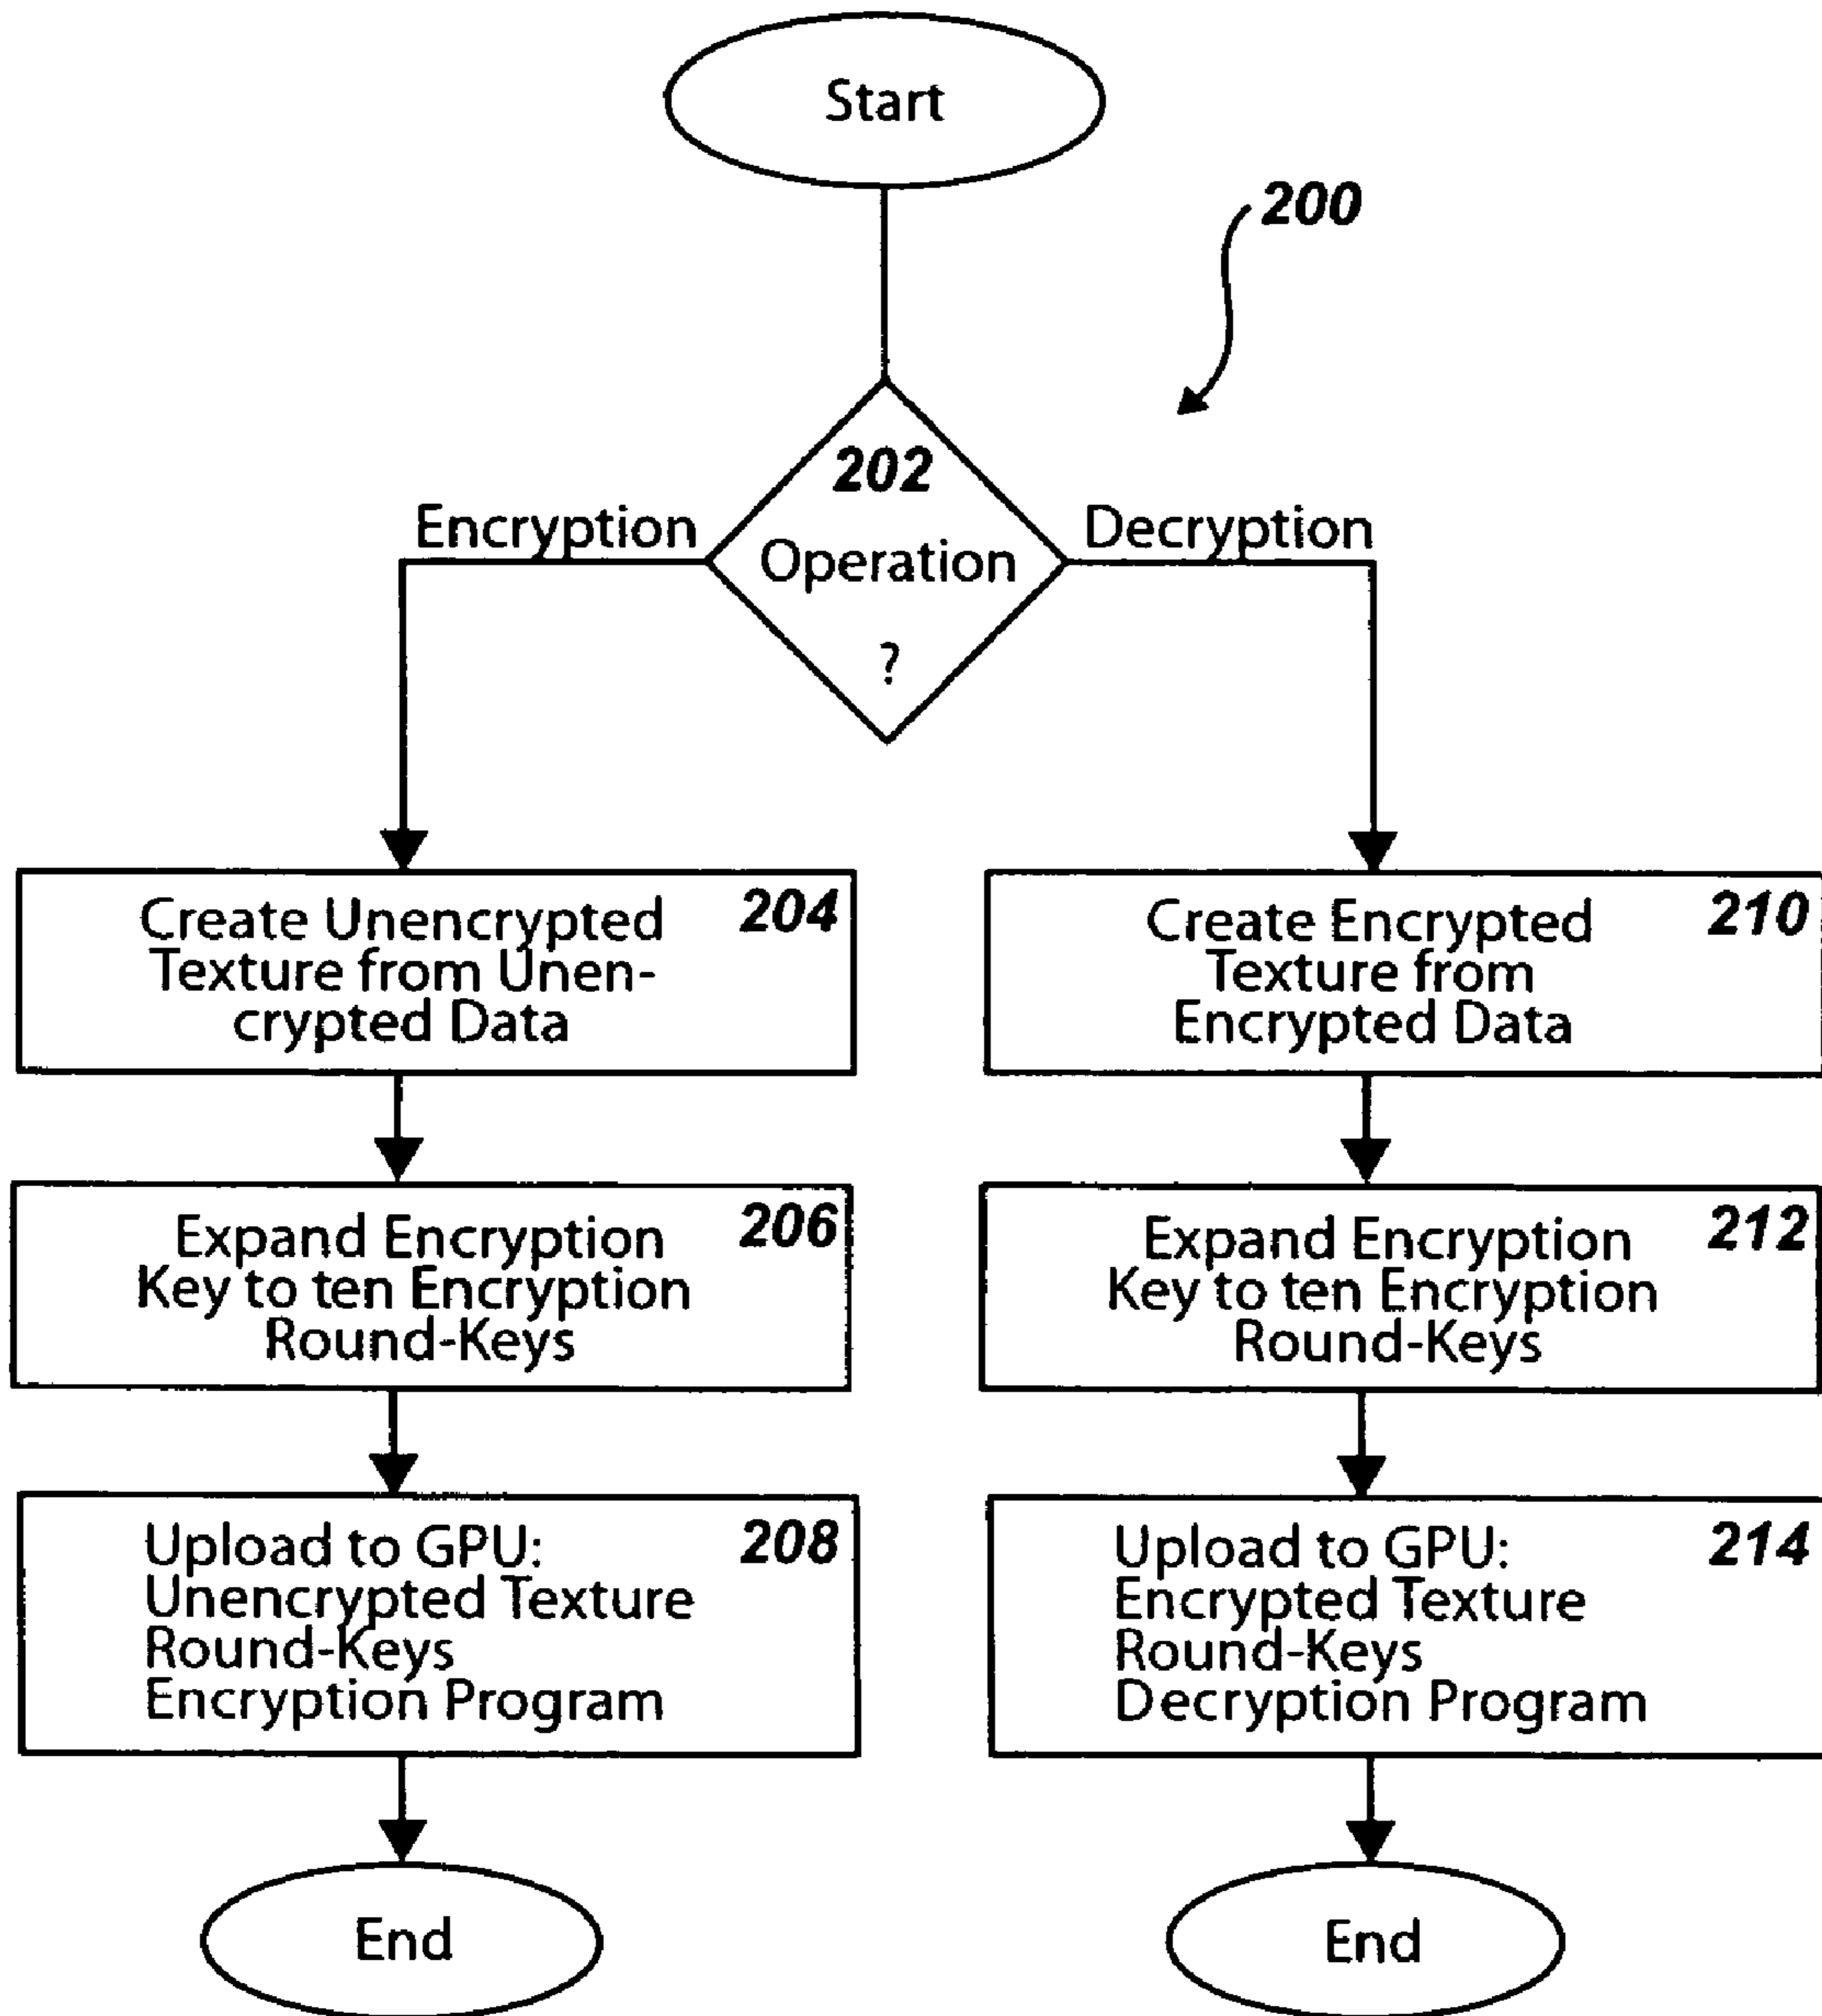 Start
200
202
Encryption
Operation
?
Decryption
204
Create Unencrypted
Texture from Unen-
crypted Data
206
Expand Encryption
Key to ten Encryption
Round-Keys
208
Upload to GPU:
Unencrypted Texture
Round-Keys
Encryption Program
End
210
Create Encrypted
Texture from
Encrypted Data
212
Expand Encryption
Key to ten Encryption
Round-Keys
214
Upload to GPU:
Encrypted Texture
Round-Keys
Decryption Program
End